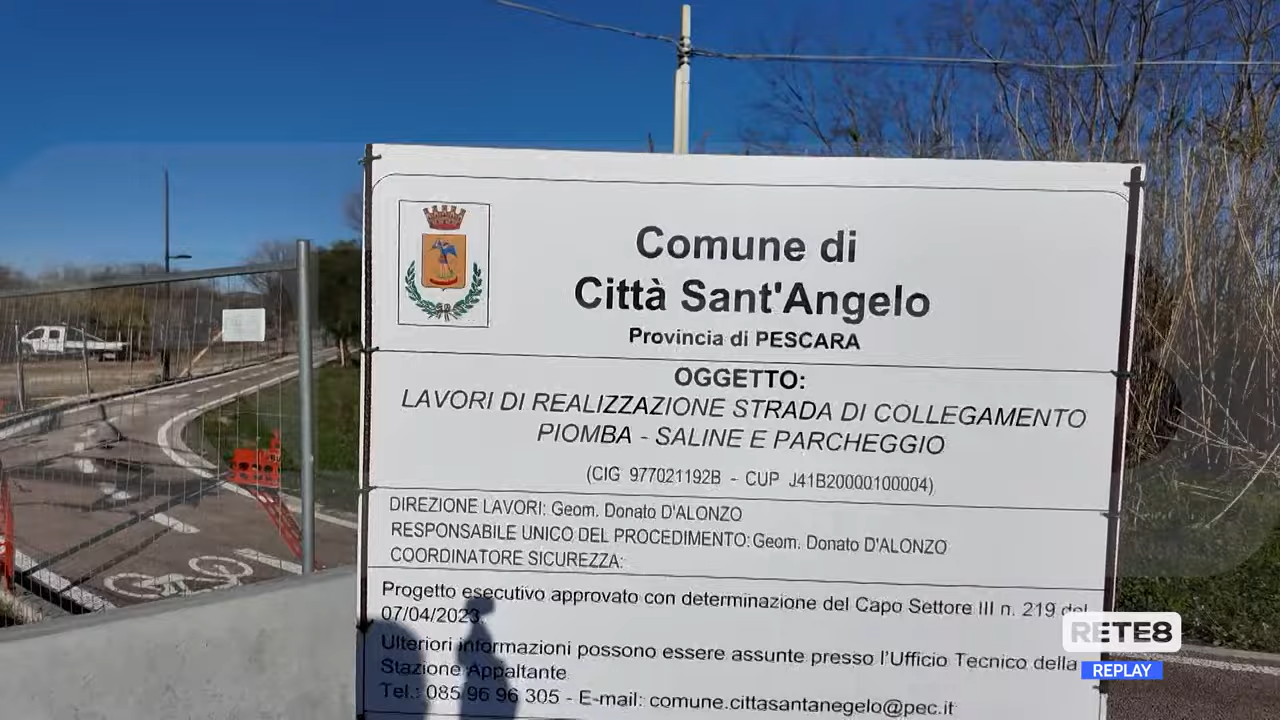 Comune di
Città Sant'Angelo
Provincia di PESCARA
OGGETTO:
LAVORI DI REALIZZAZIONE STRADA DI COLLEGAMENTO
PIOMBA - SALINE E PARCHEGGIO
(CIG 977021192B - CUP J41B20000100004)
DIREZIONE LAVORI: Geom. Donato D'ALONZO
RESPONSABILE UNICO DEL PROCEDIMENTO: Geom. Donato D'ALONZO
COORDINATORE SICUREZZA:
Progetto esecutivo approvato con determinazione del Capo Settore III n. 219 del
07/04/2023.
Ulteriori informazioni possono essere assunte presso l'Ufficio Tecnico della
Stazione Appaltante
Tel.: 085 96 96 305 - E-mail: comune.cittasantanegelo@pec.it
RETE8
REPLAY